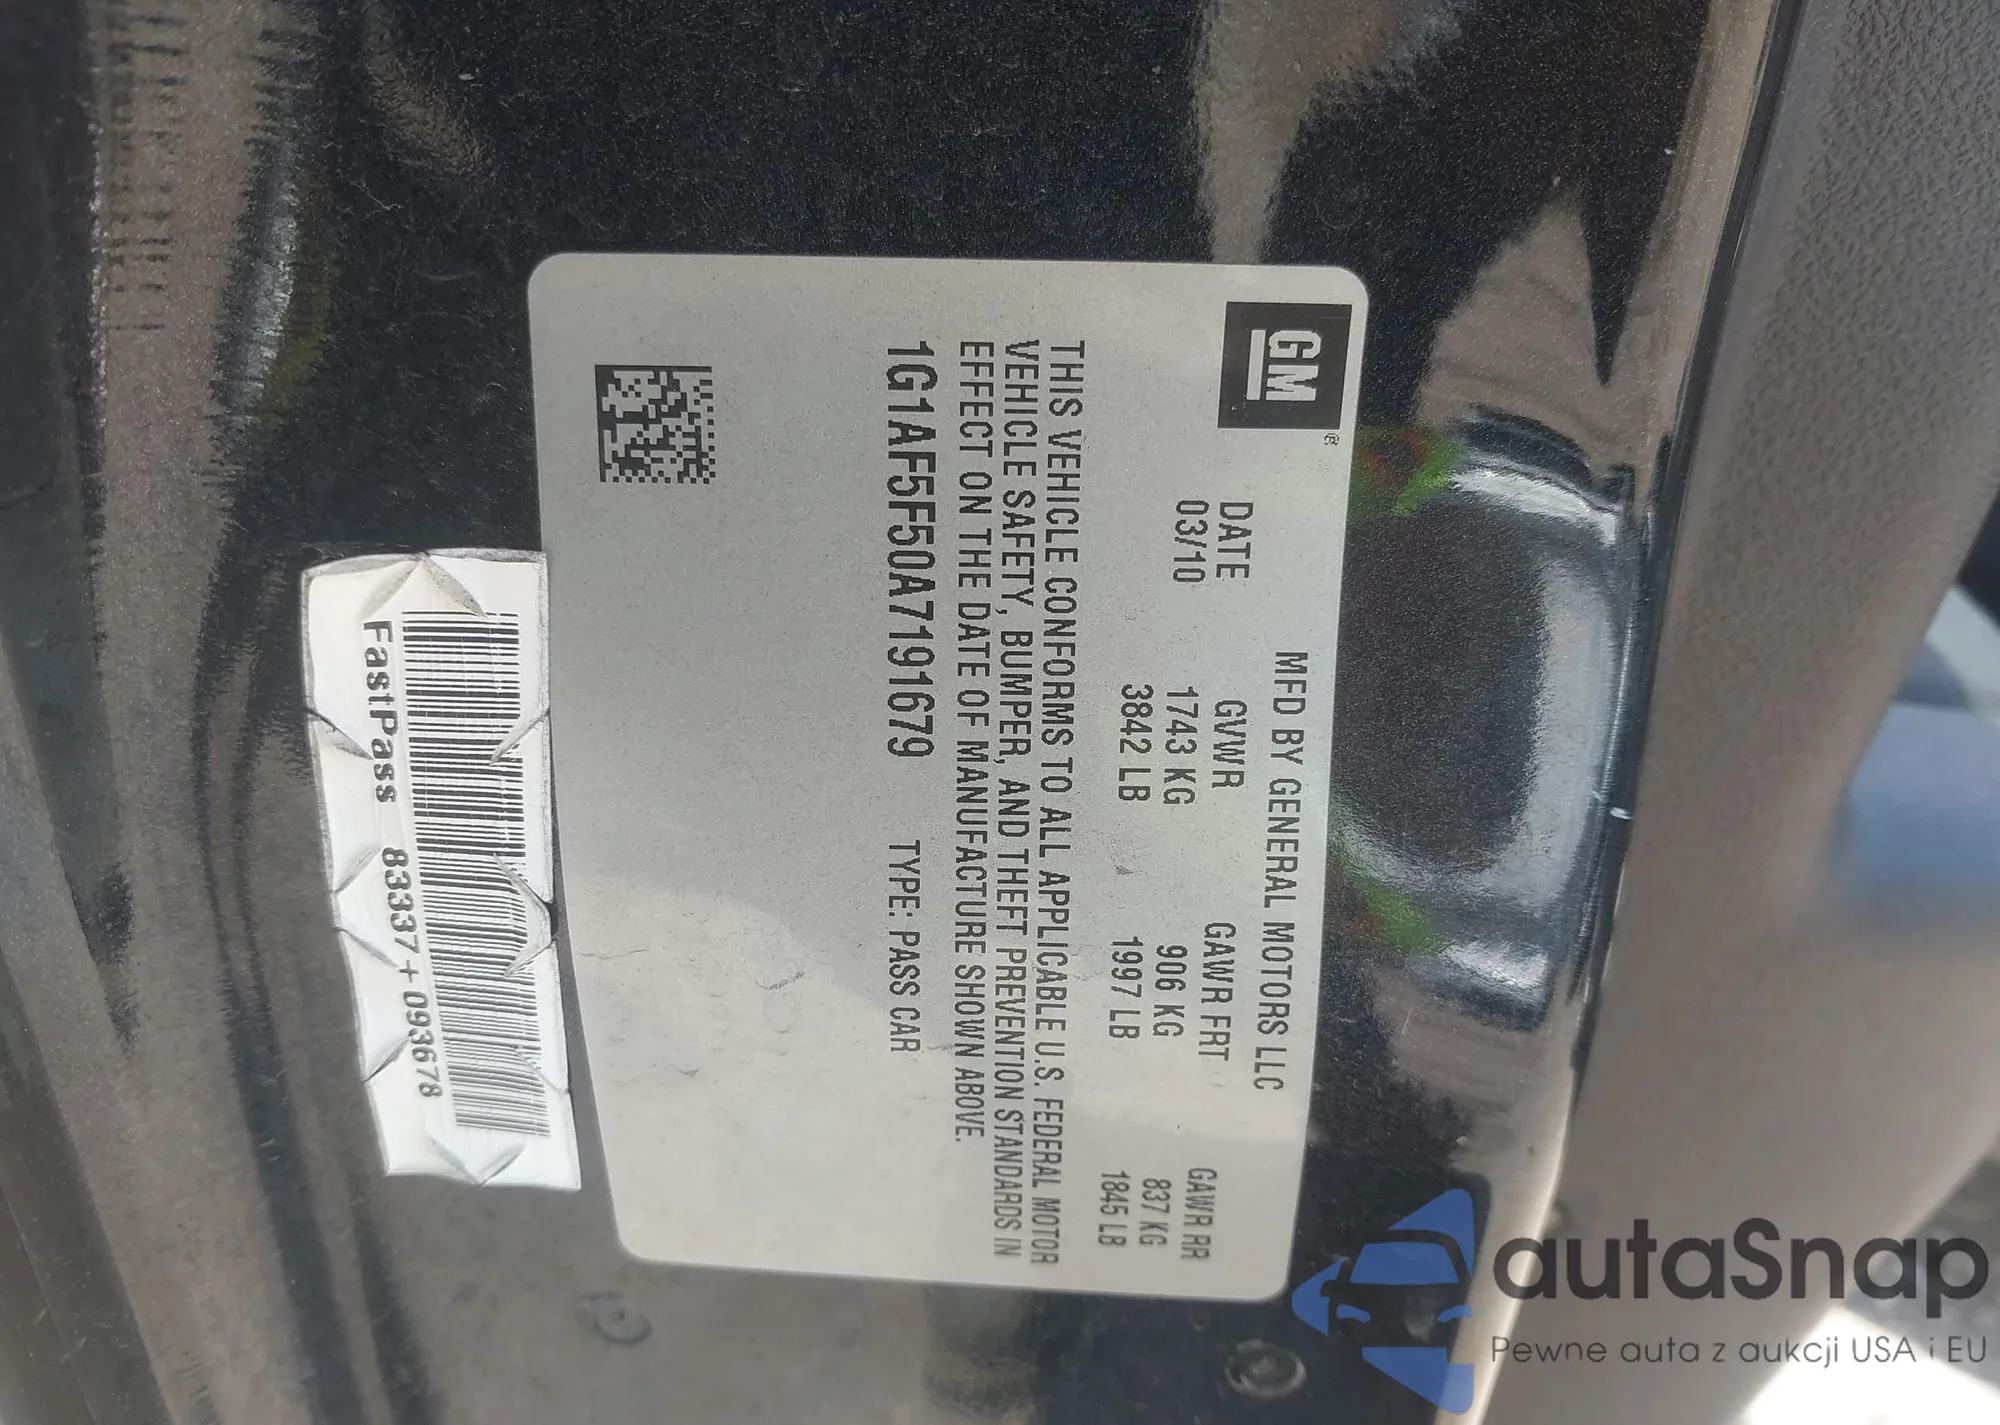 GM
®
MFD BY GENERAL MOTORS LLC
DATE GVWR GAWR FRT GAWR RR
03/10 1743 KG 906 KG 837 KG
3842 LB 1997 LB 1845 LB
THIS VEHICLE CONFORMS TO ALL APPLICABLE U.S. FEDERAL MOTOR
VEHICLE SAFETY, BUMPER, AND THEFT PREVENTION STANDARDS IN
EFFECT ON THE DATE OF MANUFACTURE SHOWN ABOVE.
1G1AF5F50A7191679 TYPE: PASS CAR
FastPass 83337+093678
autaSnap
Pewne auta z aukcji USA i EU